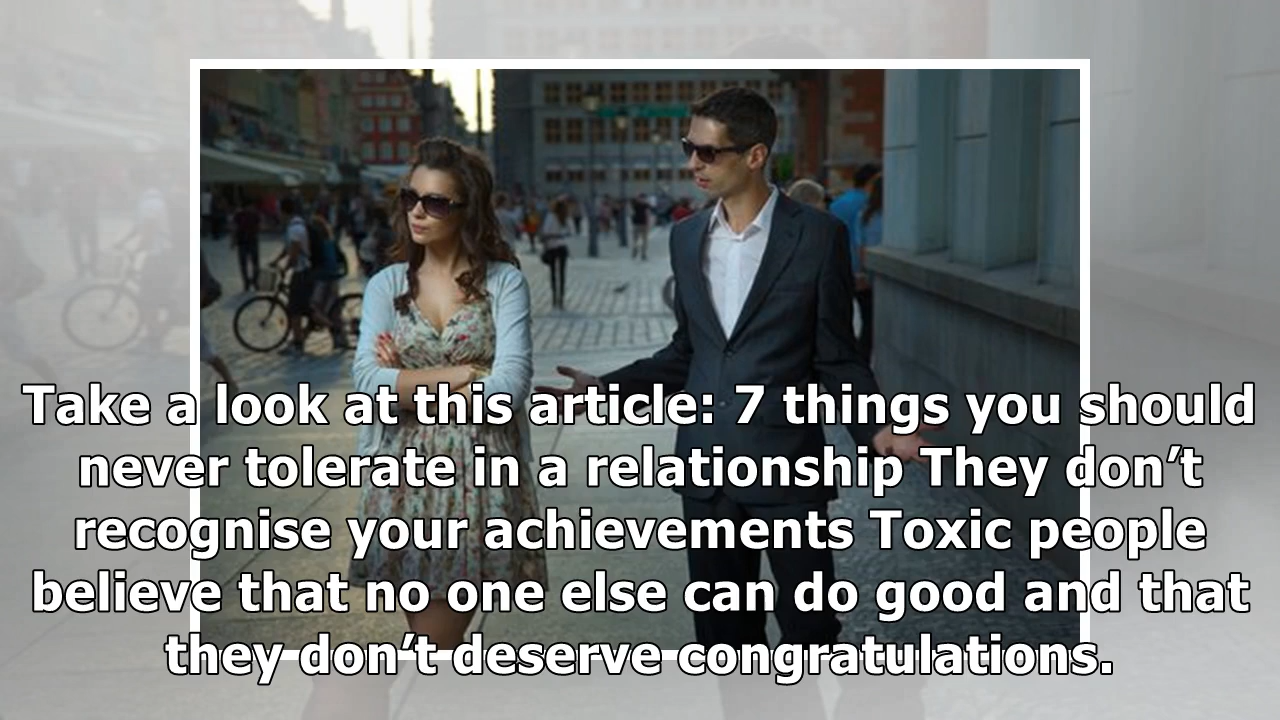 Take a look at this article: 7 things you should
never tolerate in a relationship They don’t
recognise your achievements Toxic people
believe that no one else can do good and that
they don’t deserve congratulations.